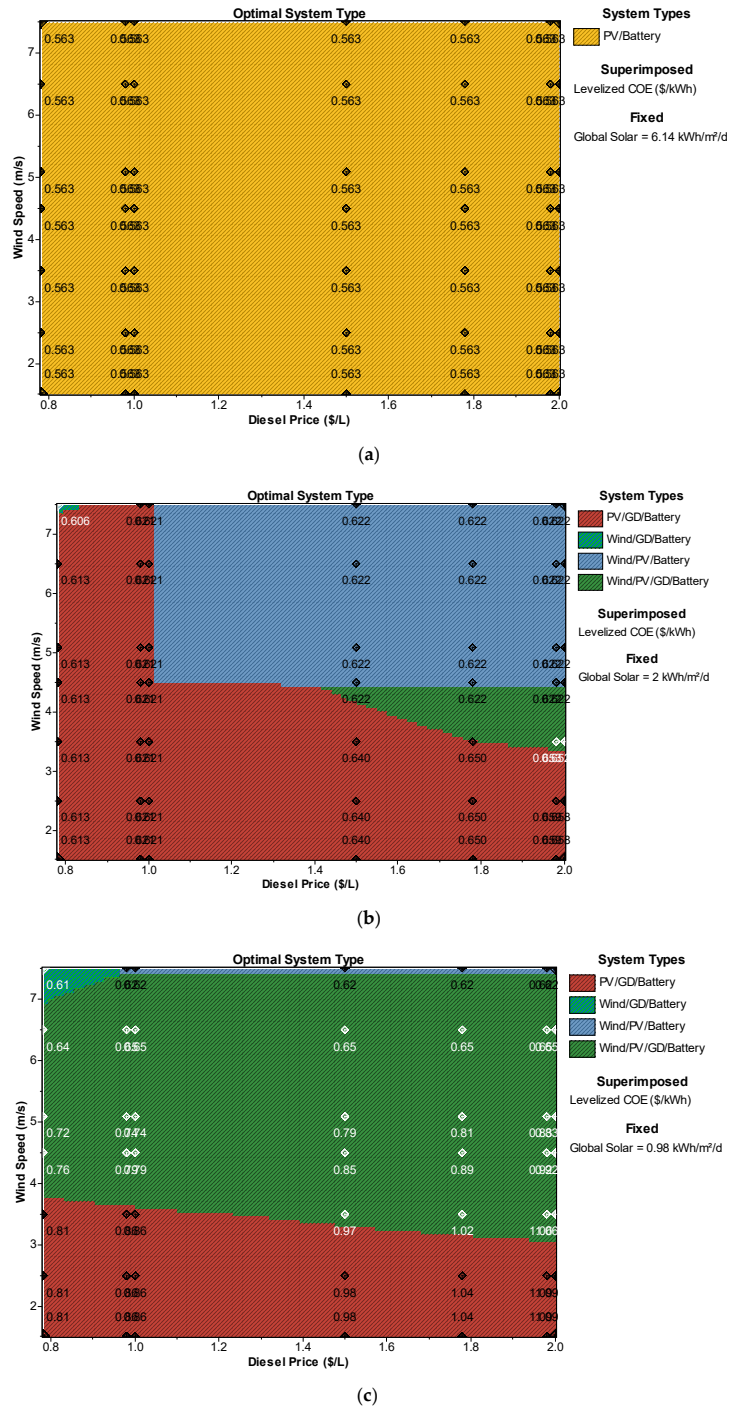 Optimal System Type
System Types
PV/Battery
Superimposed
Levelized COE ($/kWh)
Fixed
Global Solar = 6.14 kWh/m²/d
7
0.563 0.563 0.563 0.563
6
0.563 0.563 0.563 0.563
5
0.563 0.563 0.563 0.563
0.563 0.563 0.563 0.563
4
0.563 0.563 0.563 0.563
3
0.563 0.563 0.563 0.563
2
0.563 0.563 0.563 0.563
Wind Speed (m/s)
0.8 1.0 1.2 1.4 1.6 1.8 2.0
Diesel Price ($/L)
(a)
Optimal System Type
System Types
PV/GD/Battery
Wind/GD/Battery
Wind/PV/Battery
Wind/PV/GD/Battery
Superimposed
Levelized COE ($/kWh)
Fixed
Global Solar = 2 kWh/m²/d
7
0.606 0.622 0.622
6
0.613 0.622 0.622
5
0.613 0.622 0.622
0.613 0.622 0.622
4
0.613 0.640 0.650
3
0.613 0.640 0.650
2
0.613 0.640 0.650
Wind Speed (m/s)
0.8 1.0 1.2 1.4 1.6 1.8 2.0
Diesel Price ($/L)
(b)
Optimal System Type
System Types
PV/GD/Battery
Wind/GD/Battery
Wind/PV/Battery
Wind/PV/GD/Battery
Superimposed
Levelized COE ($/kWh)
Fixed
Global Solar = 0.98 kWh/m²/d
7
0.61 0.62 0.62
6
0.64 0.65 0.65
5
0.72 0.79 0.81
0.76 0.85 0.89
4
0.81 0.97 1.02
3
0.81 0.98 1.04
2
0.81 0.98 1.04
Wind Speed (m/s)
0.8 1.0 1.2 1.4 1.6 1.8 2.0
Diesel Price ($/L)
(c)